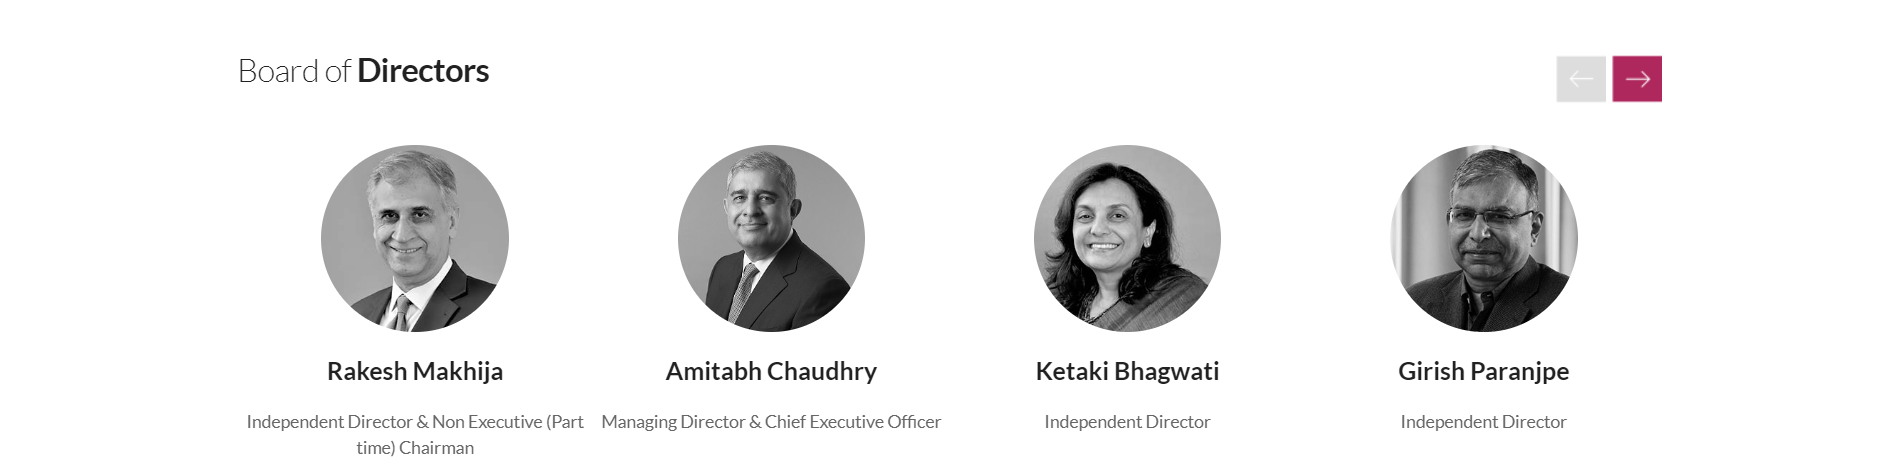 Board of Directors
Rakesh Makhija
Independent Director & Non Executive (Part
time) Chairman
Amitabh Chaudhry
Managing Director & Chief Executive Officer
Ketaki Bhagwati
Independent Director
Girish Paranjpe
Independent Director